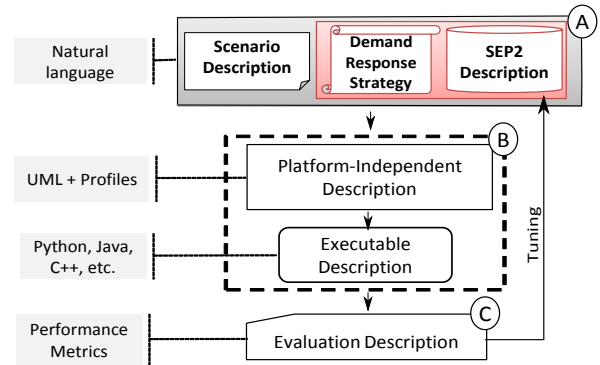 A
Natural
language
Scenario
Description
Demand
Response
Strategy
SEP2
Description
B
UML + Profiles
Platform-Independent
Description
Python, Java,
C++, etc.
Executable
Description
Tuning
C
Performance
Metrics
Evaluation Description